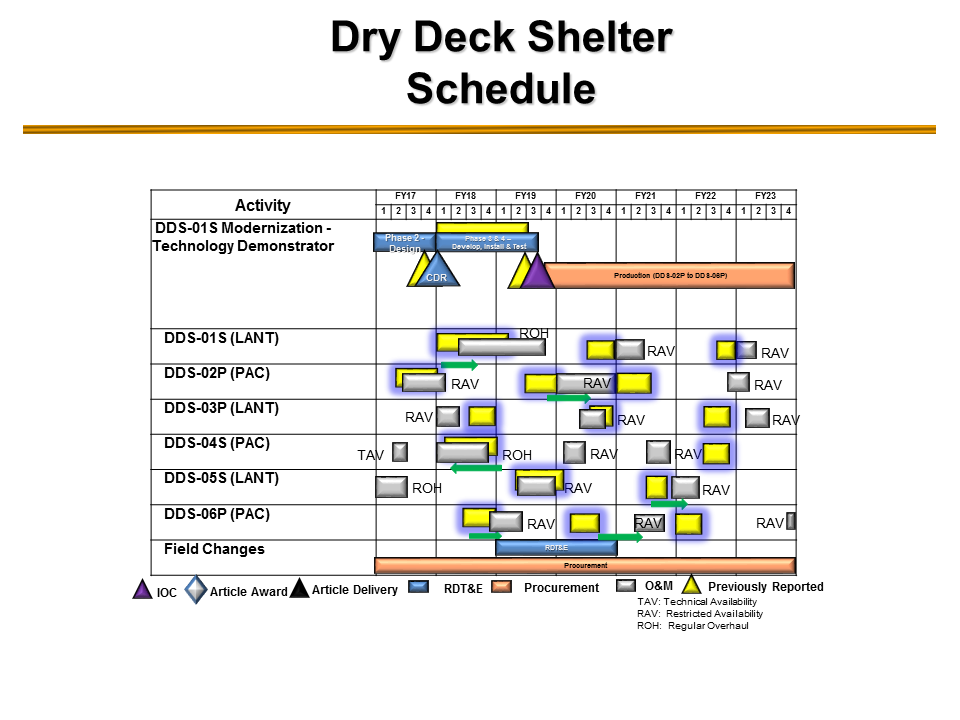 Dry Deck Shelter
Schedule
Activity
FY17 FY18 FY19 FY20 FY21 FY22 FY23
1 2 3 4 1 2 3 4 1 2 3 4 1 2 3 4 1 2 3 4 1 2 3 4 1 2 3 4
DDS-01S Modernization -
Technology Demonstrator
Phase 2 -
Design
Phase 3 & 4 –
Develop, Install & Test
CDR
Production (DDS-02P to DDS-06P)
DDS-01S (LANT)
ROH
RAV
RAV
DDS-02P (PAC)
RAV
RAV
RAV
DDS-03P (LANT)
RAV
RAV
RAV
DDS-04S (PAC)
TAV
ROH
RAV
RAV
DDS-05S (LANT)
ROH
RAV
RAV
DDS-06P (PAC)
RAV
RAV
RAV
Field Changes
RDT&E
Procurement
IOC
Article Award
Article Delivery
RDT&E
Procurement
O&M
Previously Reported
TAV: Technical Availability
RAV: Restricted Availability
ROH: Regular Overhaul